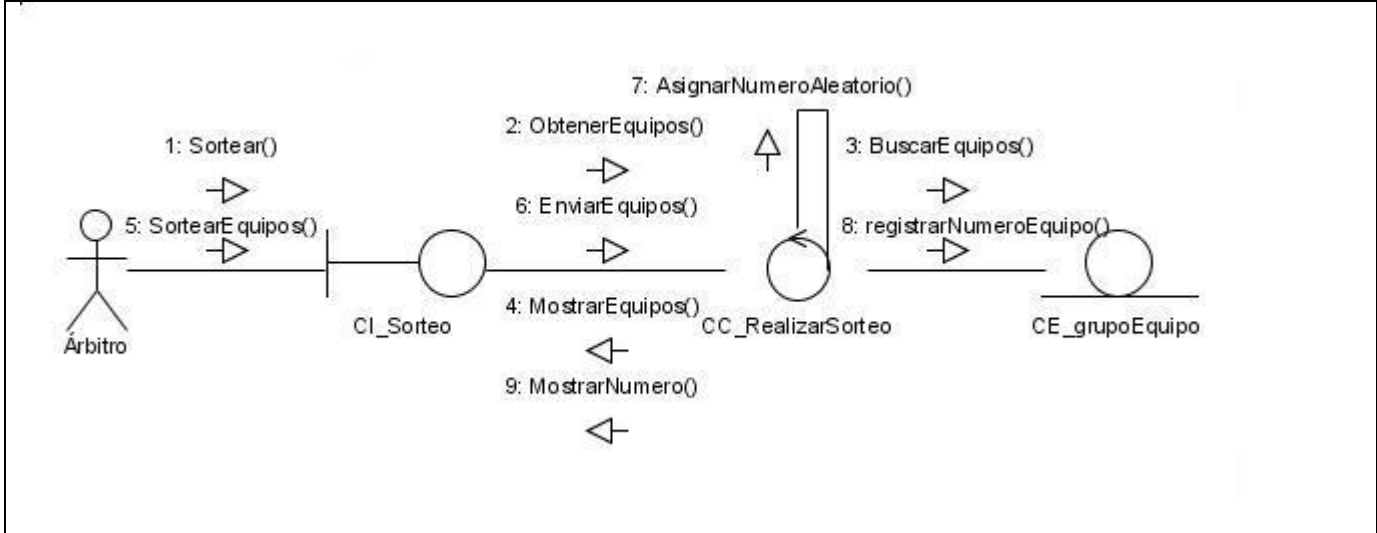 7: AsignarNumeroAleatorio()
2: ObtenerEquipos()
1: Sortear()
3: BuscarEquipos()
6: EnviarEquipos()
5: SortearEquipos()
8: registrarNumeroEquipo()
4: MostrarEquipos()
CI_Sorteo
CC_RealizarSorteo
CE_grupoEquipo
Árbitro
9: MostrarNumero()